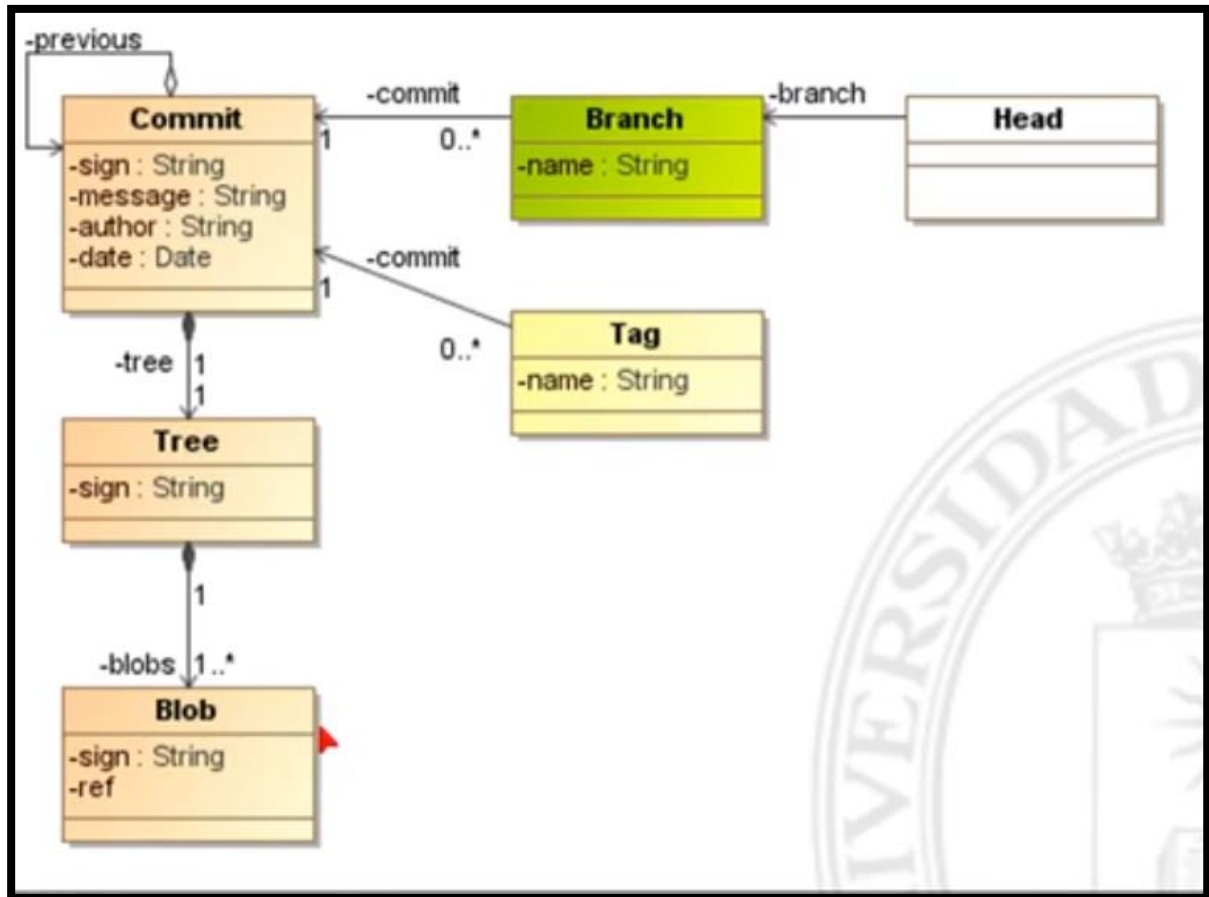 -previous
Commit
-sign : String
-message : String
-author : String
-date : Date
-commit
1
0..*
Branch
-name : String
-branch
Head
-commit
1
0..*
Tag
-name : String
-tree
1
1
Tree
-sign : String
1
-blobs
1..*
Blob
-sign : String
-ref
VERSIDAD